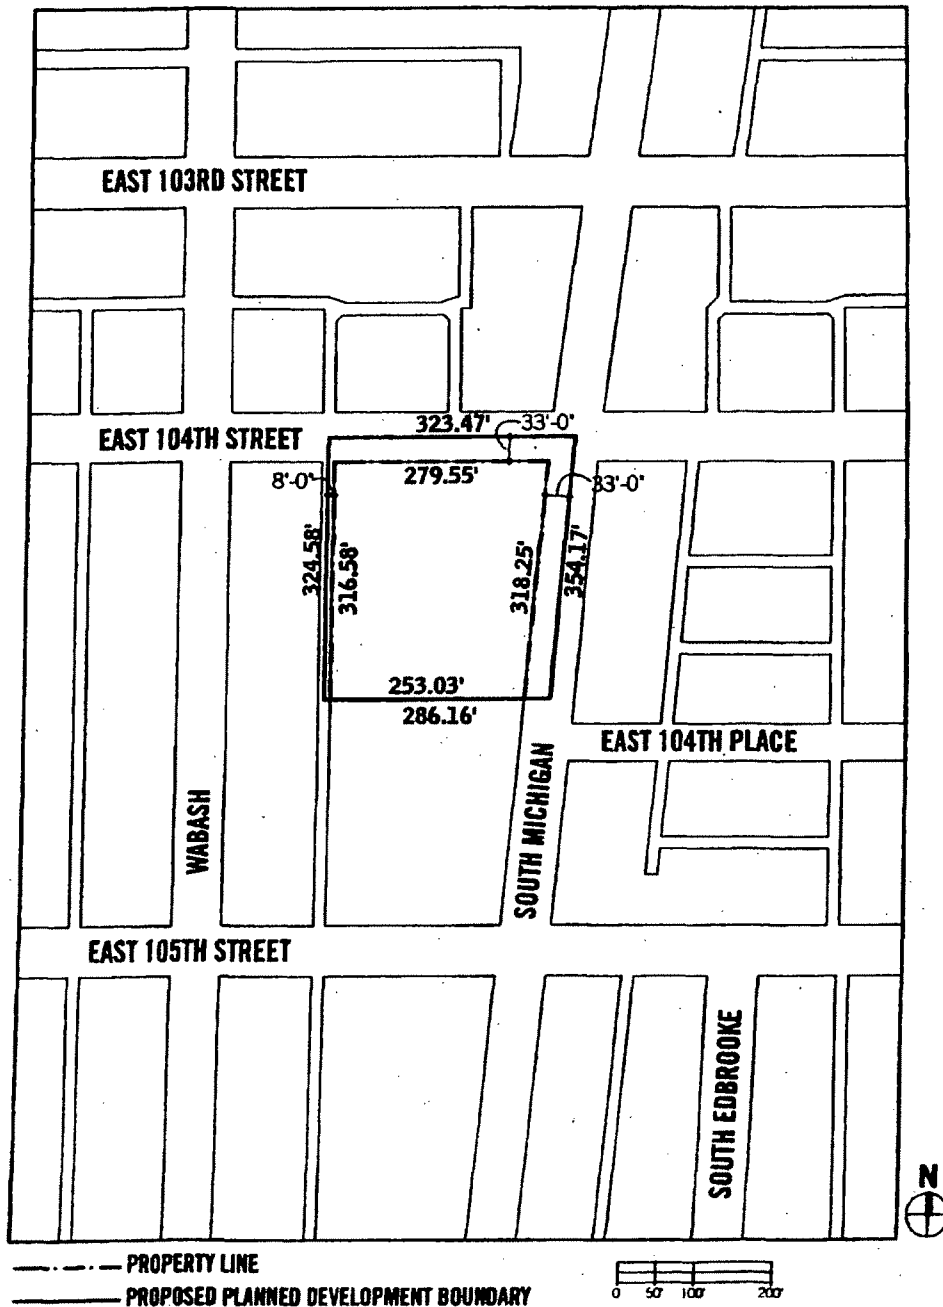 EAST 103RD STREET
323.47'
33'-0"
EAST 104TH STREET
279.55'
8'-0"
33'-0"
324.58'
316.58'
318.25'
354.17'
253.03'
286.16'
EAST 104TH PLACE
WABASH
SOUTH MICHIGAN
EAST 105TH STREET
SOUTH EDBROOKE
N
PROPERTY LINE
PROPOSED PLANNED DEVELOPMENT BOUNDARY
0 50' 100' 200'